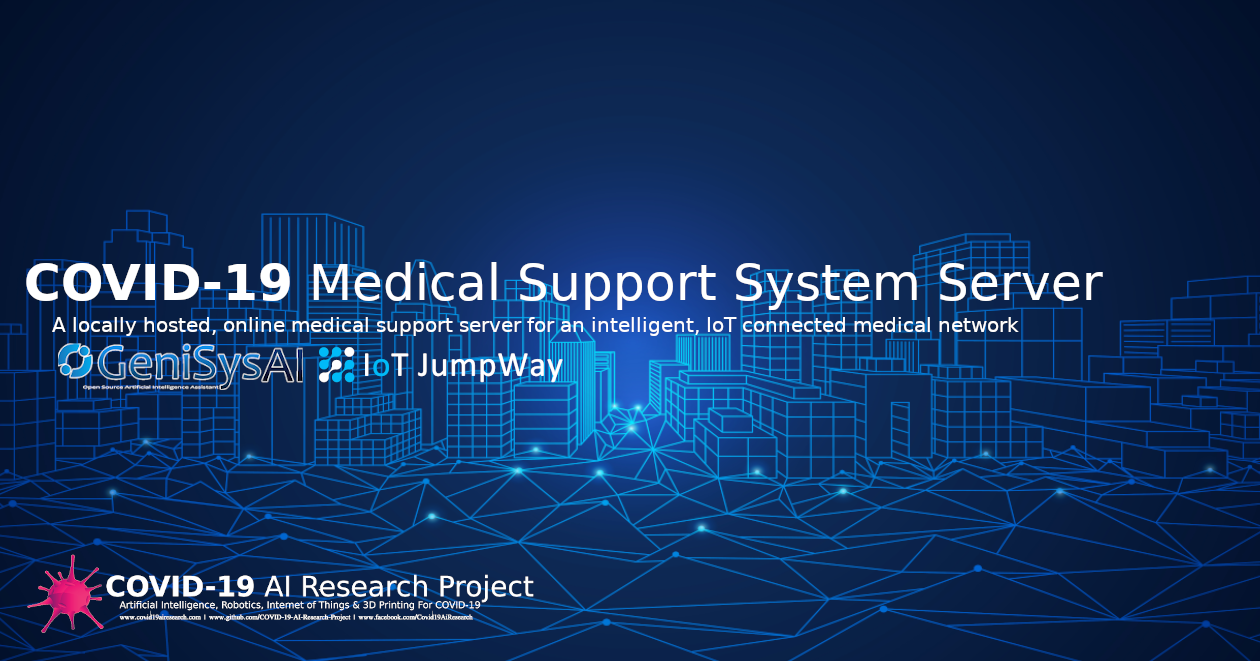 COVID-19 Medical Support System Server
A locally hosted, online medical support server for an intelligent, IoT connected medical network
GeniSysAI IoT JumpWay
Open Source Artificial Intelligence Assistant
COVID-19 AI Research Project
Artificial Intelligence, Robotics, Internet of Things & 3D Printing For COVID-19
www.covid19airesearch.com | www.github.com/COVID-19-AI-Research-Project | www.facebook.com/Covid19AiResearch